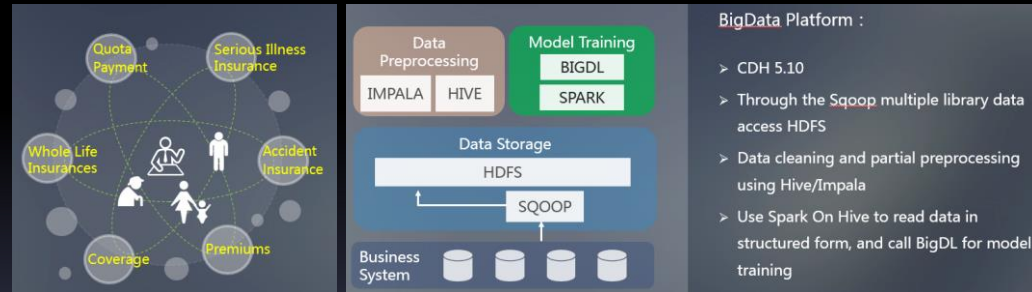 Quota
Payment
Serious Illness
Insurance
Whole Life
Insurances
Accident
Insurance
Coverage
Premiums
Data
Preprocessing
IMPALA
HIVE
Model Training
BIGDL
SPARK
Data Storage
HDFS
SQOOP
Business
System
BigData Platform :
➢ CDH 5.10
➢ Through the Sqoop multiple library data
access HDFS
➢ Data cleaning and partial preprocessing
using Hive/Impala
➢ Use Spark On Hive to read data in
structured form, and call BigDL for model
training